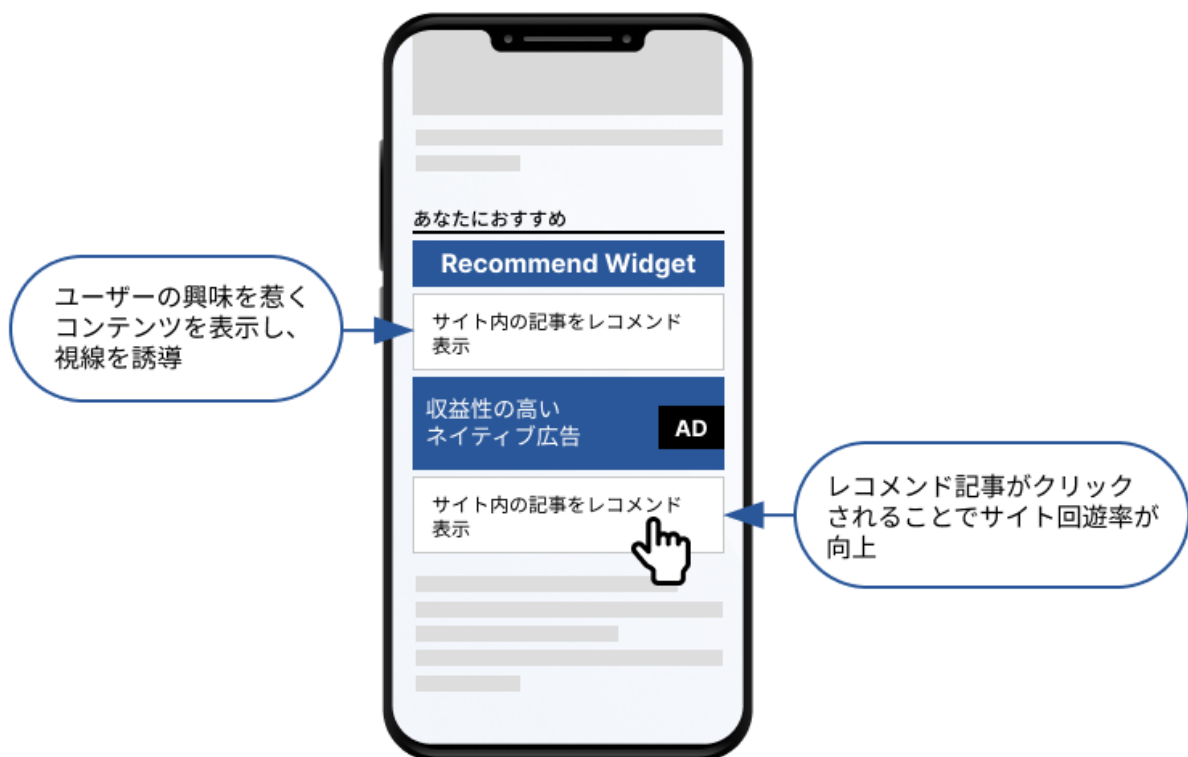 あなたにおすすめ
Recommend Widget
ユーザーの興味を惹く
コンテンツを表示し、
視線を誘導
サイト内の記事をレコメンド
表示
収益性の高い
ネイティブ広告
AD
サイト内の記事をレコメンド
表示
レコメンド記事がクリック
されることでサイト回遊率が
向上